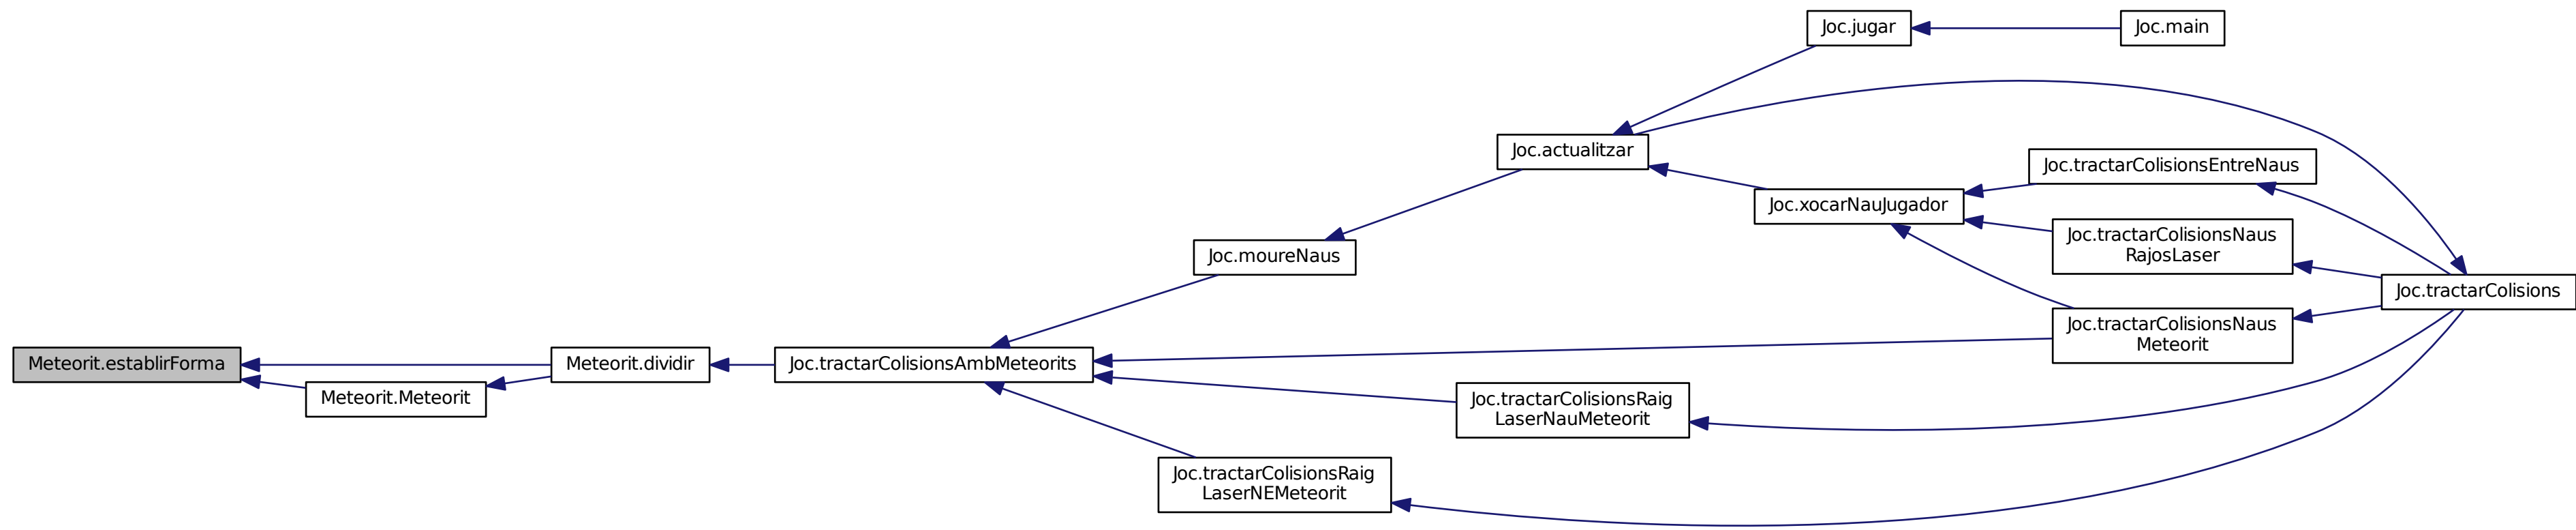 Joc.jugar
Joc.main
Joc.actualitzar
Joc.tractarColisionsEntreNaus
Joc.xocarNauJugador
Joc.tractarColisionsNaus
RajosLaser
Joc.moureNaus
Joc.tractarColisions
Joc.tractarColisionsNaus
Meteorit
Meteorit.establirForma
Meteorit.dividir
Joc.tractarColisionsAmbMeteorits
Meteorit.Meteorit
Joc.tractarColisionsRaig
LaserNauMeteorit
Joc.tractarColisionsRaig
LaserNEMeteorit